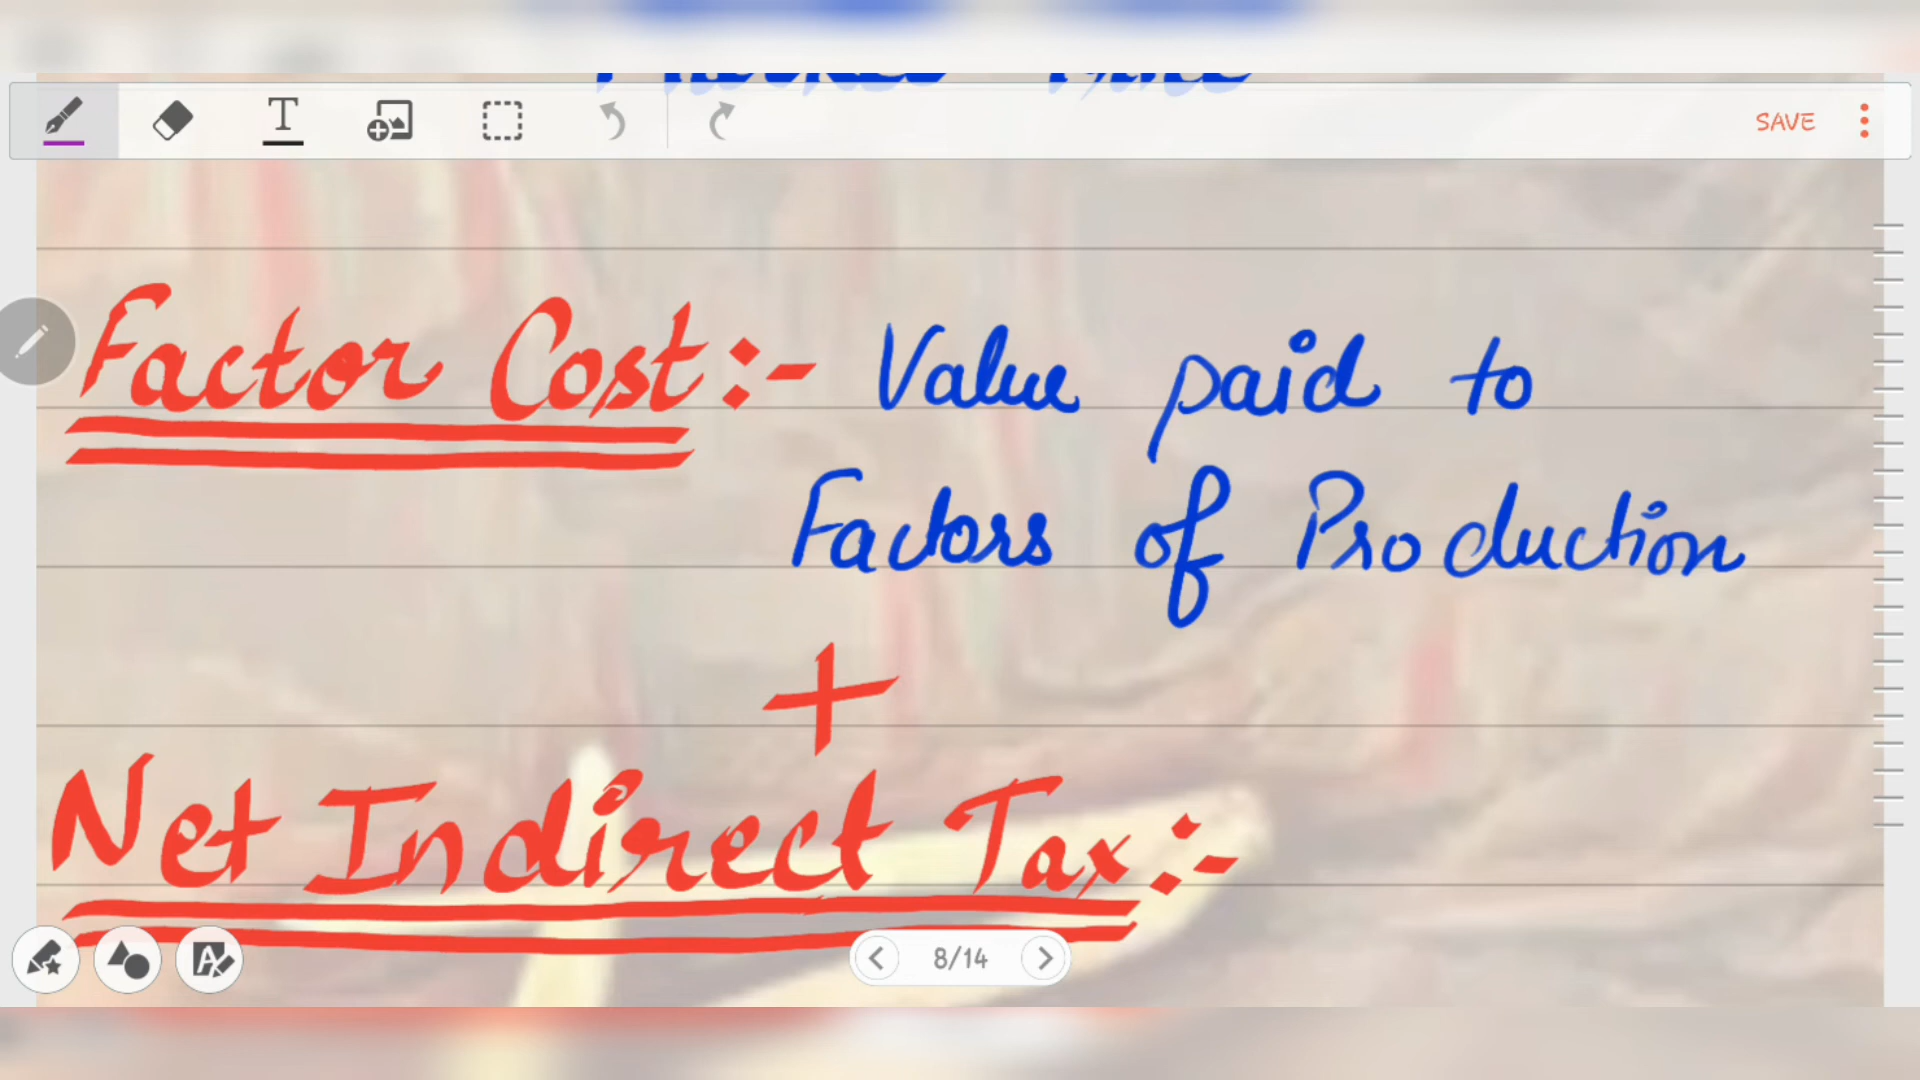 SAVE
Factor Cost:- Value paid to
Factors of Production
+
Net Indirect Tax:-
8/14